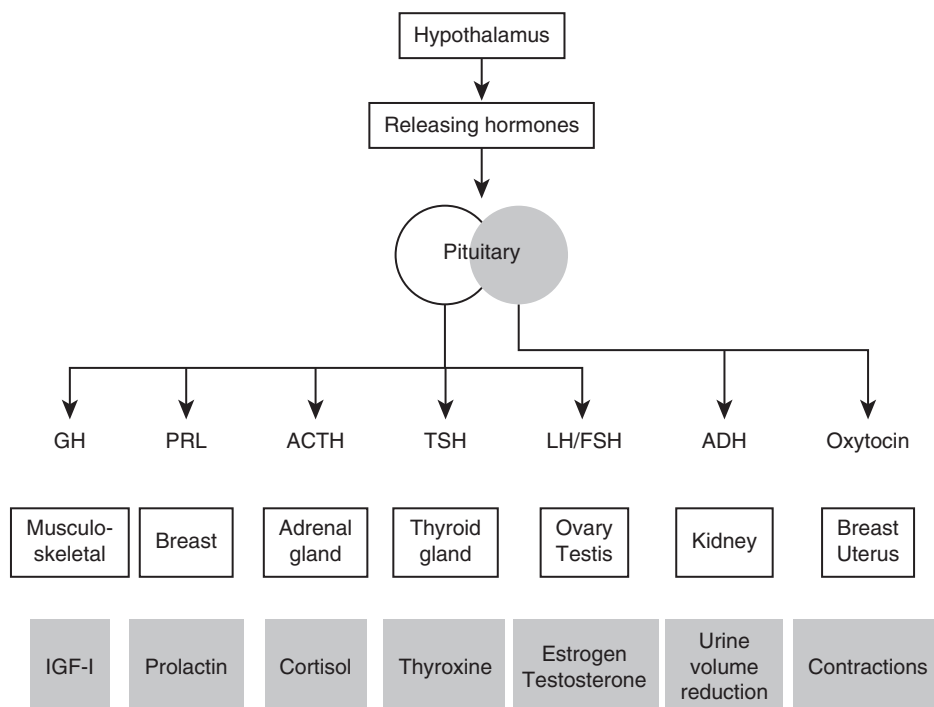 Hypothalamus
Releasing hormones
Pituitary
GH
PRL
ACTH
TSH
LH/FSH
ADH
Oxytocin
Musculo-
skeletal
Breast
Adrenal
gland
Thyroid
gland
Ovary
Testis
Kidney
Breast
Uterus
IGF-I
Prolactin
Cortisol
Thyroxine
Estrogen
Testosterone
Urine
volume
reduction
Contractions